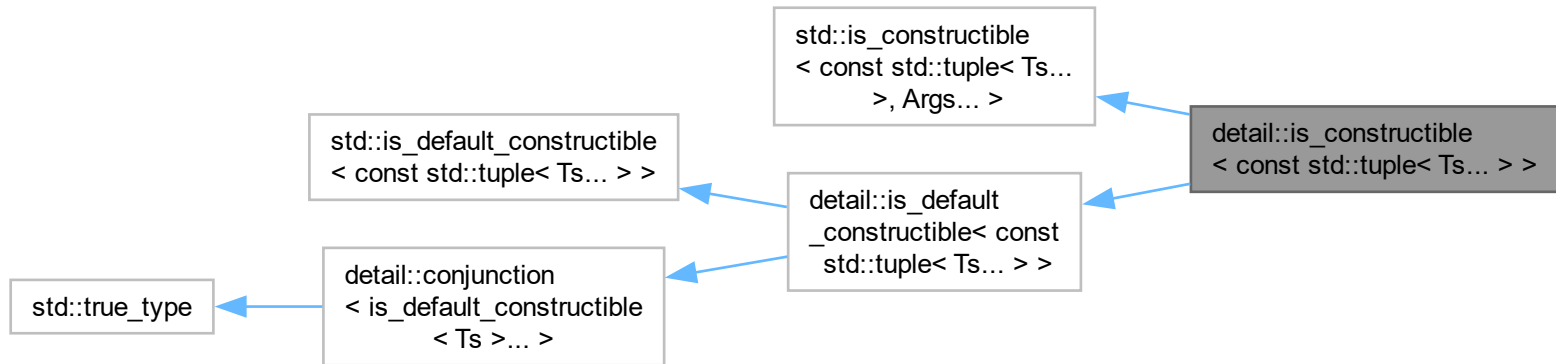 std::is_constructible
< const std::tuple< Ts...
>, Args... >
detail::is_constructible
< const std::tuple< Ts... > >
std::is_default_constructible
< const std::tuple< Ts... > >
detail::is_default
_constructible< const
std::tuple< Ts... > >
detail::conjunction
< is_default_constructible
< Ts >... >
std::true_type